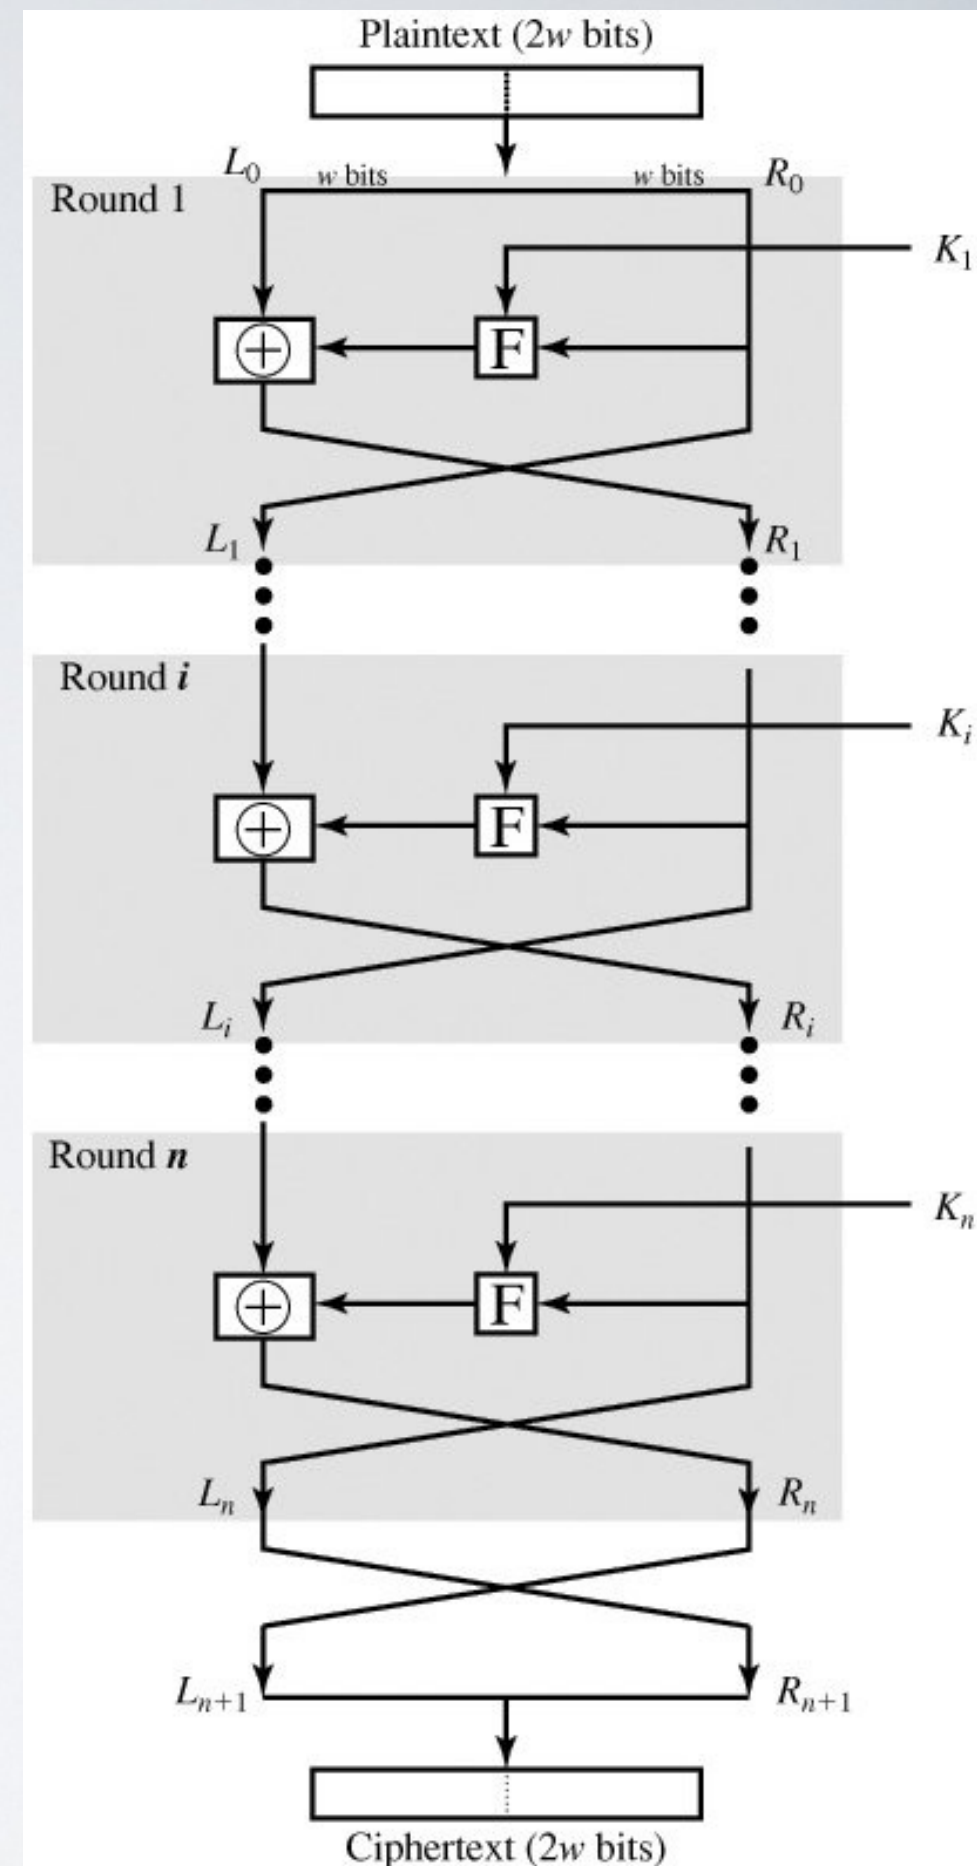 Plaintext (2w bits)
L₀ w bits w bits R₀
Round 1
K₁
⊕ F
L₁ R₁
Round i
Kᵢ
⊕ F
Lᵢ Rᵢ
Round n
Kₙ
⊕ F
Lₙ Rₙ
Lₙ₊₁ Rₙ₊₁
Ciphertext (2w bits)